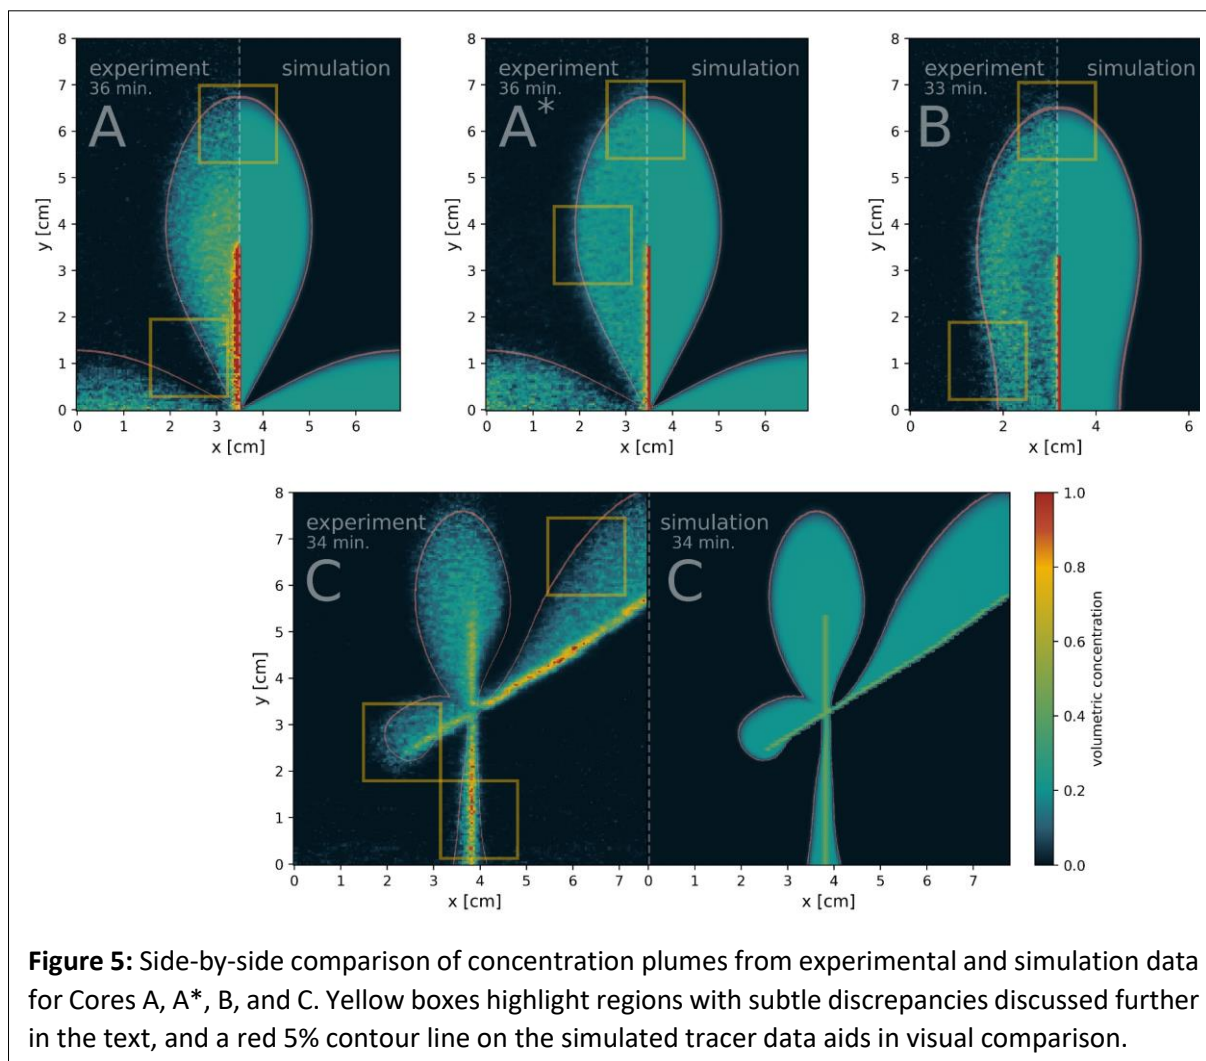 8
7
6
5
4
3
2
1
0
y [cm]
experiment
36 min.
A
simulation
0 1 2 3 4 5 6
x [cm]
8
7
6
5
4
3
2
1
0
y [cm]
experiment
36 min.
A*
simulation
0 1 2 3 4 5 6
x [cm]
8
7
6
5
4
3
2
1
0
y [cm]
experiment
33 min.
B
simulation
0 2 4 6
x [cm]
8
7
6
5
4
3
2
1
0
y [cm]
experiment
34 min.
C
simulation
34 min.
C
0 1 2 3 4 5 6 7 0 1 2 3 4 5 6 7
x [cm] x [cm]
1.0
0.8
0.6
0.4
0.2
0.0
volumetric concentration
Figure 5: Side-by-side comparison of concentration plumes from experimental and simulation data
for Cores A, A*, B, and C. Yellow boxes highlight regions with subtle discrepancies discussed further
in the text, and a red 5% contour line on the simulated tracer data aids in visual comparison.